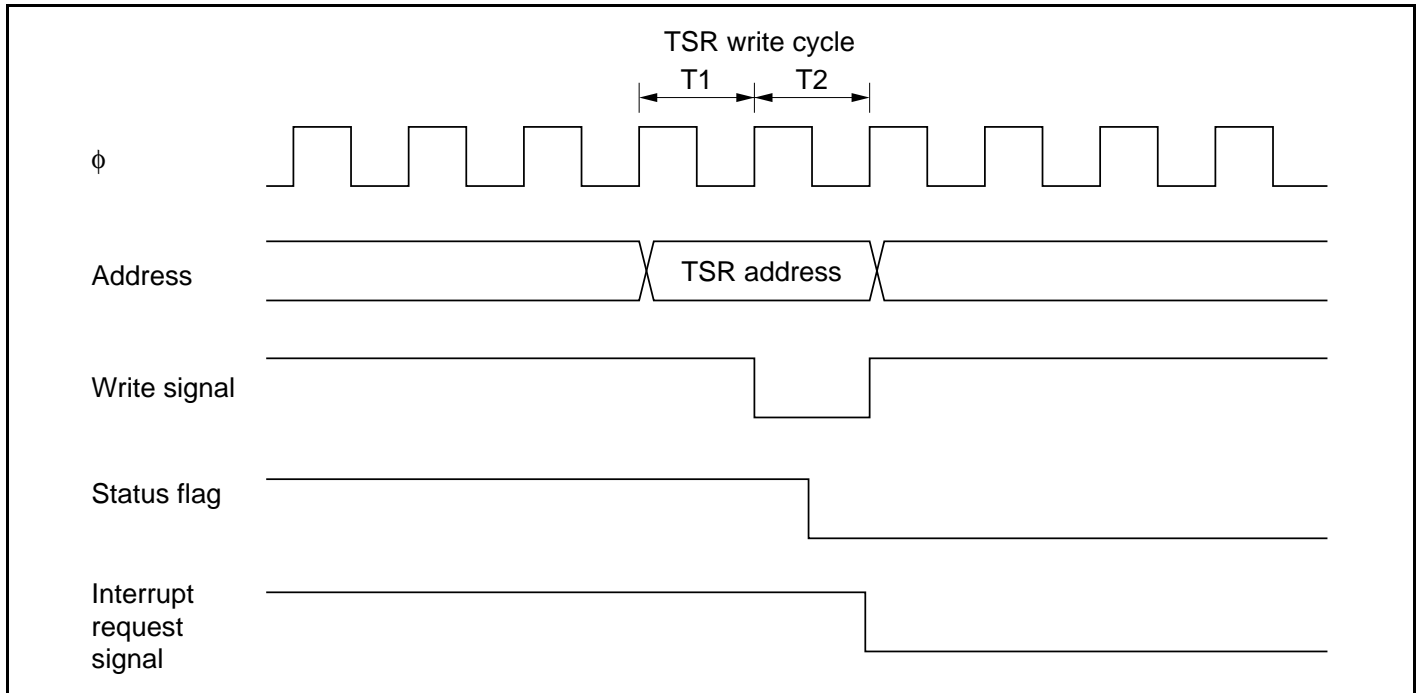 TSR write cycle
T1 T2
ϕ
Address
TSR address
Write signal
Status flag
Interrupt
request
signal